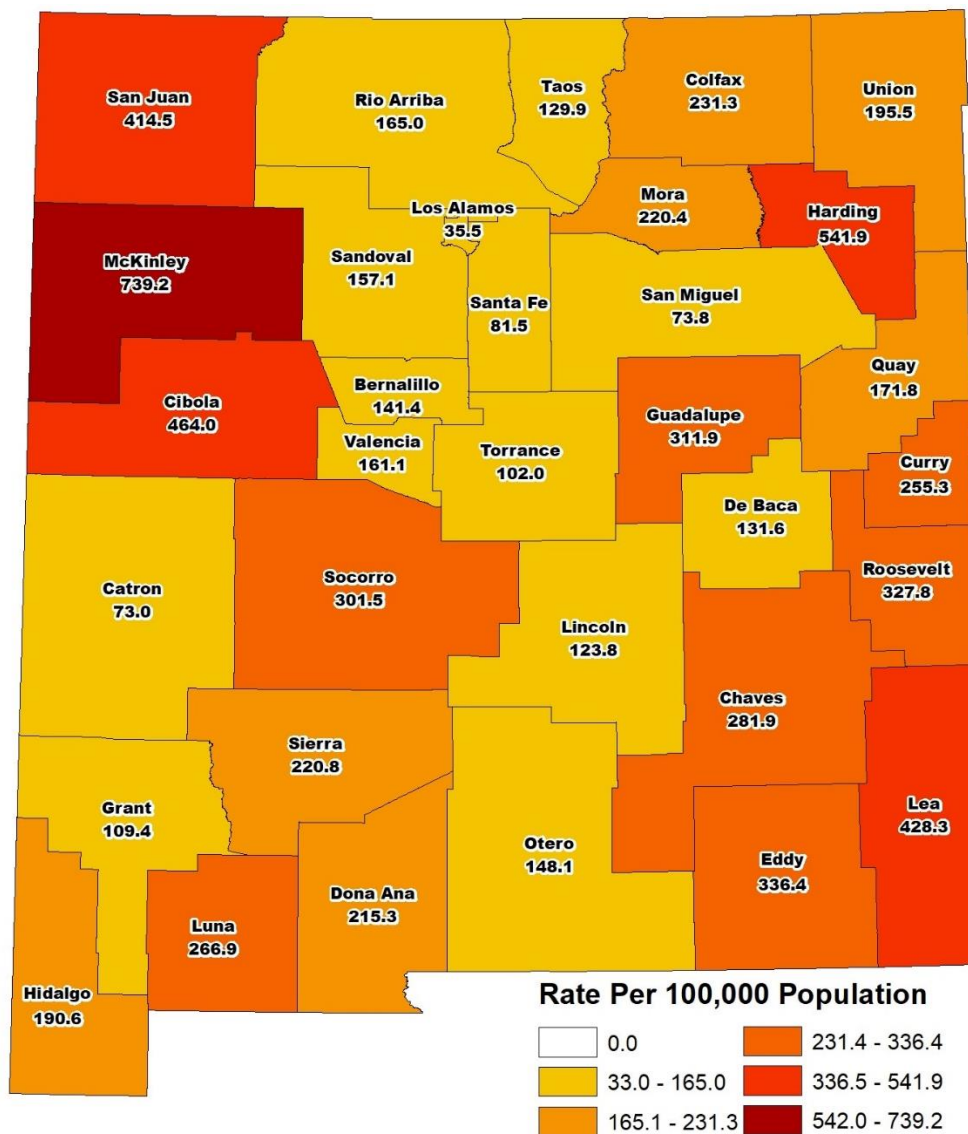 San Juan
414.5
Rio Arriba
165.0
Taos
129.9
Colfax
231.3
Union
195.5
Los Alamos
35.5
Mora
220.4
Harding
541.9
McKinley
739.2
Sandoval
157.1
Santa Fe
81.5
San Miguel
73.8
Quay
171.8
Cibola
464.0
Bernalillo
141.4
Valencia
161.1
Torrance
102.0
Guadalupe
311.9
Curry
255.3
De Baca
131.6
Catron
73.0
Socorro
301.5
Roosevelt
327.8
Lincoln
123.8
Chaves
281.9
Sierra
220.8
Grant
109.4
Otero
148.1
Lea
428.3
Eddy
336.4
Dona Ana
215.3
Luna
266.9
Hidalgo
190.6
Rate Per 100,000 Population
0.0
33.0 - 165.0
165.1 - 231.3
231.4 - 336.4
336.5 - 541.9
542.0 - 739.2